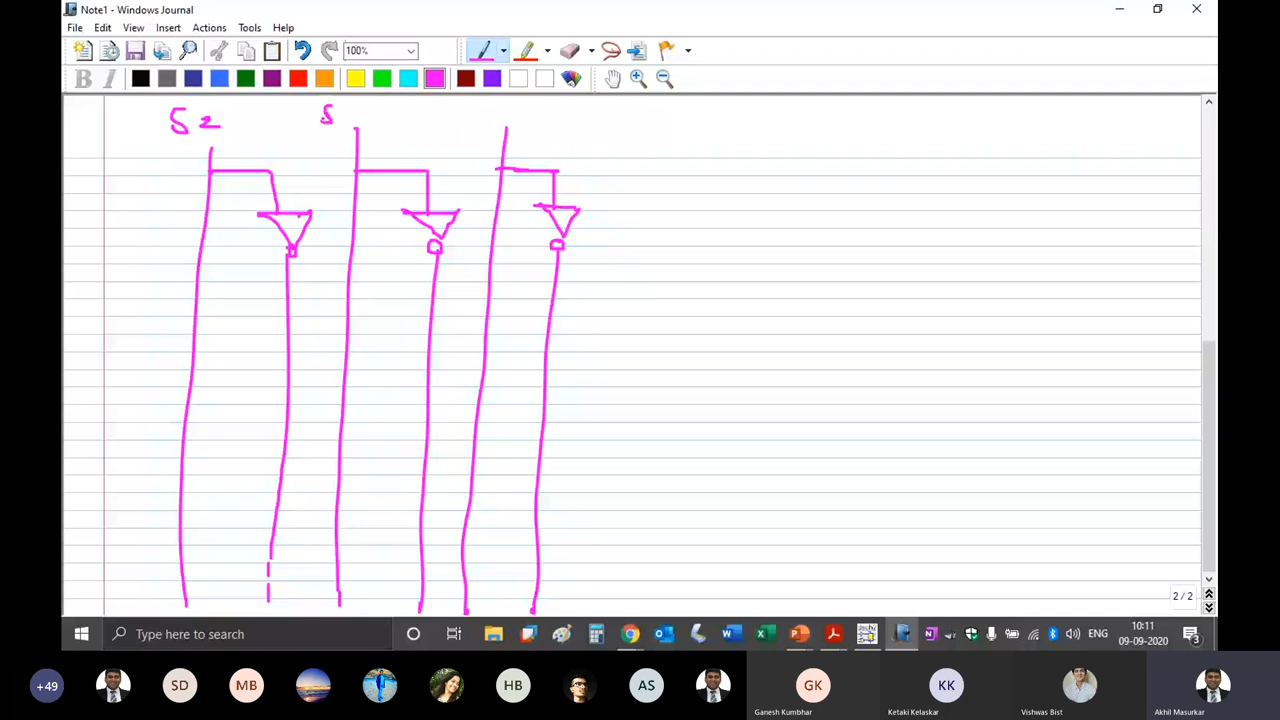 Note1 - Windows Journal
File Edit View Insert Actions Tools Help
100%
B I
S2 S
2 / 2
Type here to search
ENG
10:11
09-09-2020
3
+49 SD MB HB AS GK KK
Ganesh Kumbhar Ketaki Kelaskar Vishwas Bist Akhil Masurkar